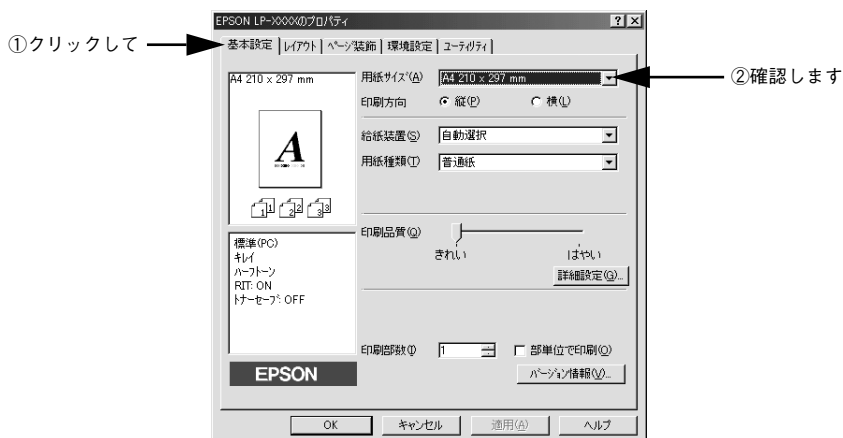 EPSON LP-XXXXのプロパティ
①クリックして
基本設定 レイアウト ページ装飾 環境設定 ユーティリティ
A4 210 x 297 mm
用紙サイズ(A) A4 210 x 297 mm
②確認します
印刷方向 縦(P) 横(L)
給紙装置(S) 自動選択
用紙種類(T) 普通紙
A
1 1 2 2 3 3
印刷品質(Q)
きれい はやい
詳細設定(G)...
標準(PC)
キレイ
ハーフトーン
RIT: ON
トナーセーブ: OFF
印刷部数(I) 1 部単位で印刷(O)
EPSON
バージョン情報(V)...
OK キャンセル 適用(A) ヘルプ